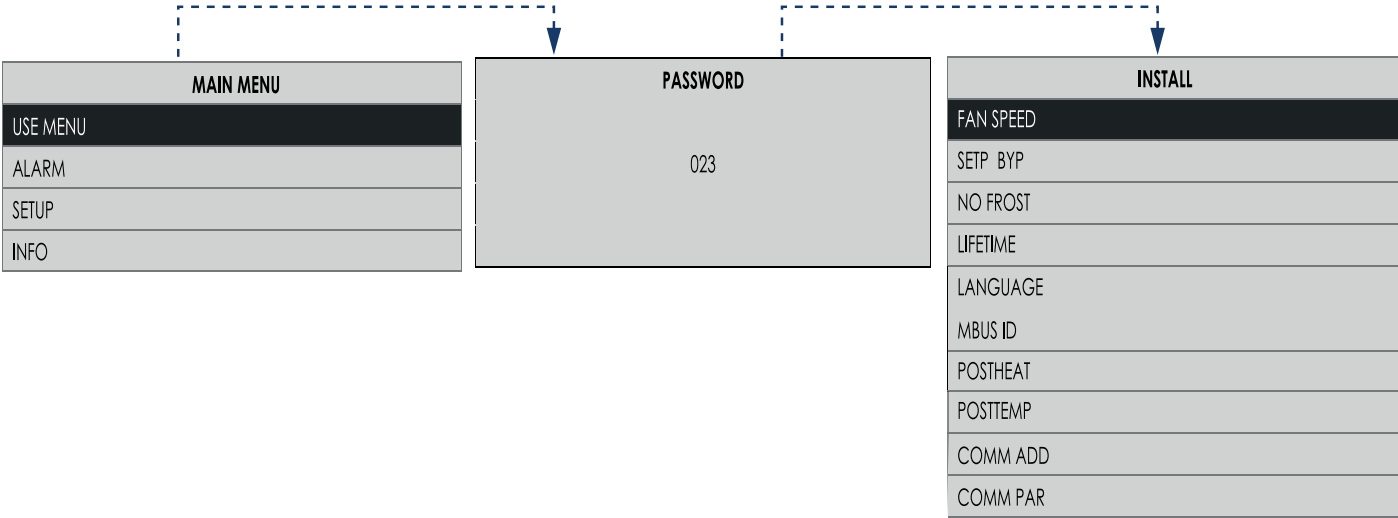 MAIN MENU
USE MENU
ALARM
SETUP
INFO
PASSWORD
023
INSTALL
FAN SPEED
SETP BYP
NO FROST
LIFETIME
LANGUAGE
MBUS ID
POSTHEAT
POSTTEMP
COMM ADD
COMM PAR